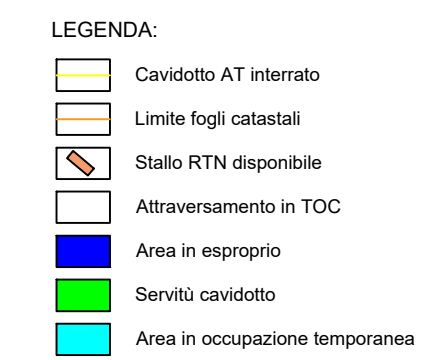 LEGENDA:
Cavidotto AT interrato
Limite fogli catastali
Stallo RTN disponibile
Attraversamento in TOC
Area in esproprio
Servitù cavidotto
Area in occupazione temporanea